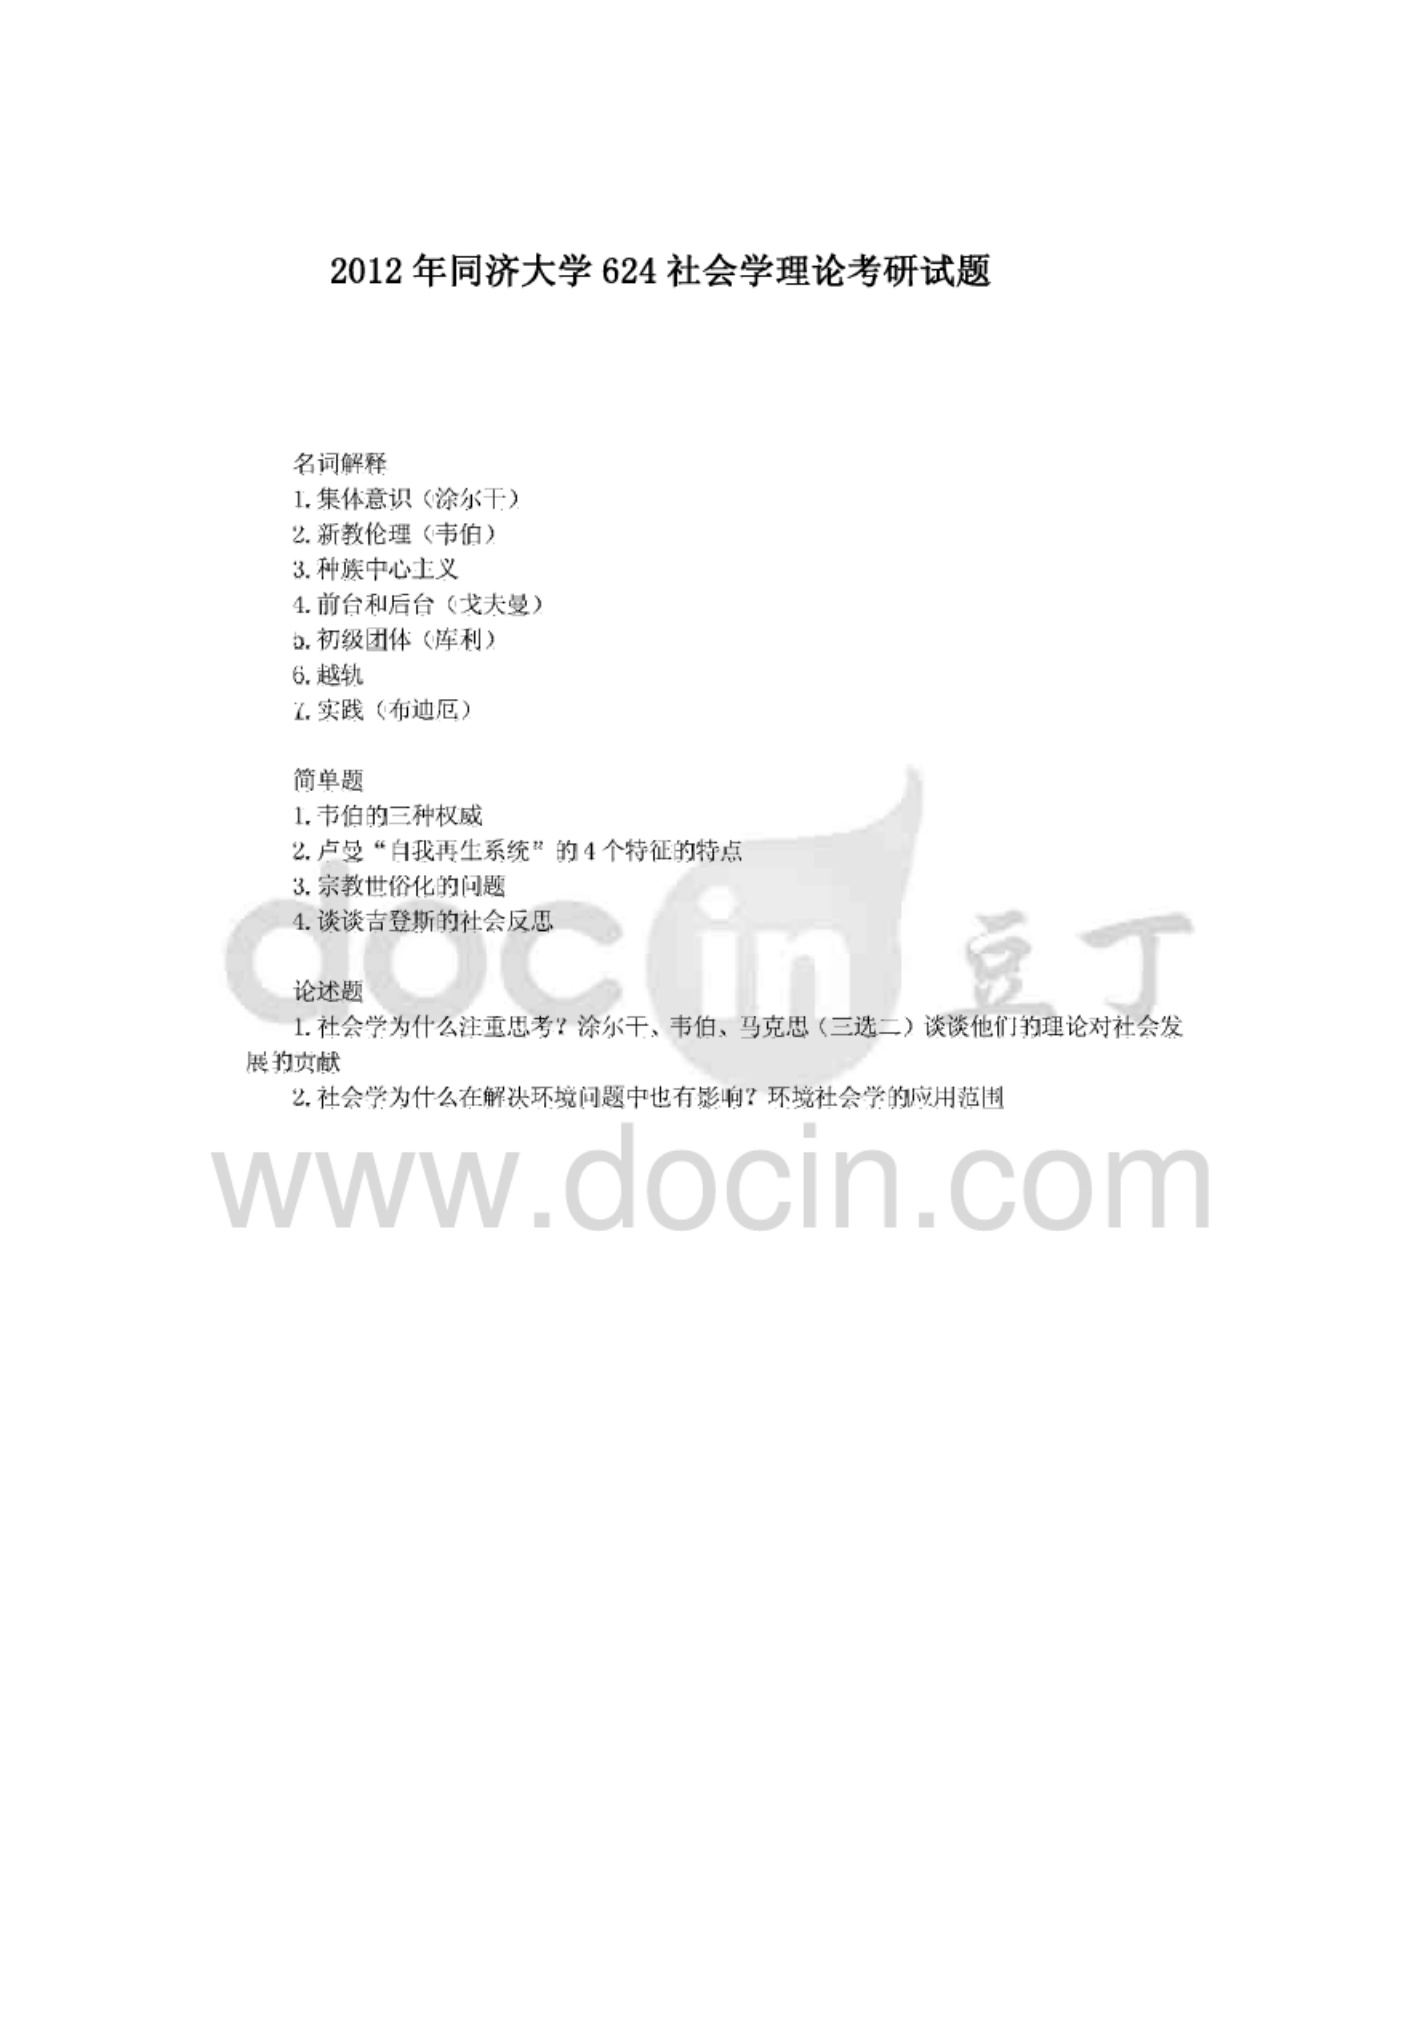 2012 年同济大学 624 社会学理论考研试题
名词解释
1.集体意识（涂尔干）
2.新教伦理（韦伯）
3.种族中心主义
4.前台和后台（戈夫曼）
5.初级团体（库利）
6.越轨
7.实践（布迪厄）
简单题
1.韦伯的三种权威
2.卢曼“自我再生系统”的4个特征的特点
3.宗教世俗化的问题
4.谈谈吉登斯的社会反思
docin 豆丁
论述题
1.社会学为什么注重思考？涂尔干、韦伯、马克思（三选二）谈谈他们的理论对社会发
展的贡献
2.社会学为什么在解决环境问题中也有影响？环境社会学的应用范围
www.docin.com